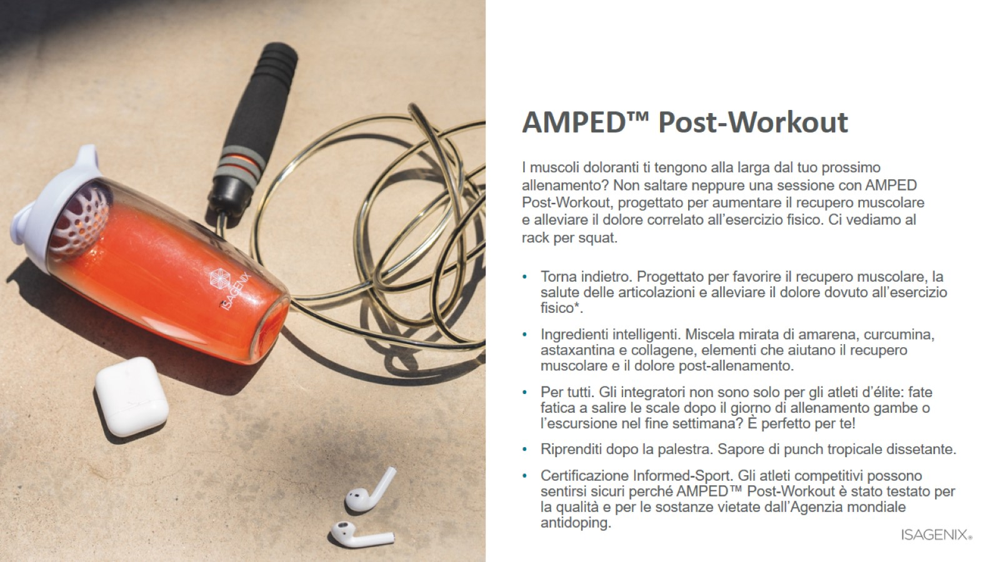 AMPED™ Post-Workout
I muscoli doloranti ti tengono alla larga dal tuo prossimo
allenamento? Non saltare neppure una sessione con AMPED
Post-Workout, progettato per aumentare il recupero muscolare
e alleviare il dolore correlato all’esercizio fisico. Ci vediamo al
rack per squat.
• Torna indietro. Progettato per favorire il recupero muscolare, la
salute delle articolazioni e alleviare il dolore dovuto all’esercizio
fisico*.
• Ingredienti intelligenti. Miscela mirata di amarena, curcumina,
astaxantina e collagene, elementi che aiutano il recupero
muscolare e il dolore post-allenamento.
• Per tutti. Gli integratori non sono solo per gli atleti d’élite: fate
fatica a salire le scale dopo il giorno di allenamento gambe o
l’escursione nel fine settimana? È perfetto per te!
• Riprenditi dopo la palestra. Sapore di punch tropicale dissetante.
• Certificazione Informed-Sport. Gli atleti competitivi possono
sentirsi sicuri perché AMPED™ Post-Workout è stato testato per
la qualità e per le sostanze vietate dall’Agenzia mondiale
antidoping.
ISAGENIX®
ISAGENIX